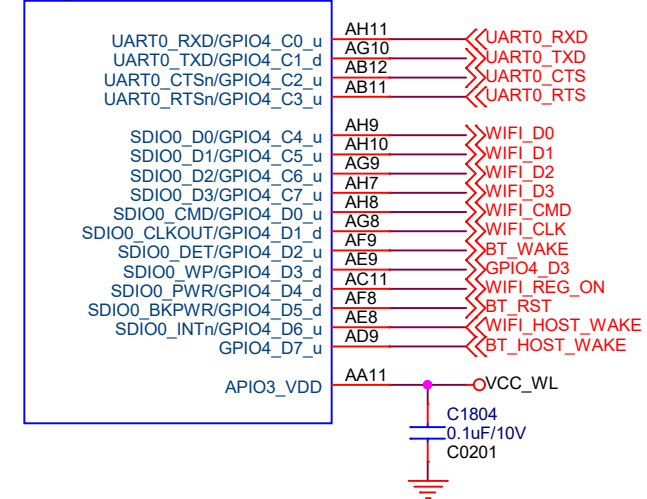 UART0_RXD/GPIO4_C0_u AH11 UART0_RXD
UART0_TXD/GPIO4_C1_d AG10 UART0_TXD
UART0_CTSn/GPIO4_C2_u AB12 UART0_CTS
UART0_RTSn/GPIO4_C3_u AB11 UART0_RTS
SDIO0_D0/GPIO4_C4_u AH9 WIFI_D0
SDIO0_D1/GPIO4_C5_u AH10 WIFI_D1
SDIO0_D2/GPIO4_C6_u AG9 WIFI_D2
SDIO0_D3/GPIO4_C7_u AH7 WIFI_D3
SDIO0_CMD/GPIO4_D0_u AH8 WIFI_CMD
SDIO0_CLKOUT/GPIO4_D1_d AG8 WIFI_CLK
SDIO0_DET/GPIO4_D2_u AF9 BT_WAKE
SDIO0_WP/GPIO4_D3_d AE9 GPIO4_D3
SDIO0_PWR/GPIO4_D4_d AC11 WIFI_REG_ON
SDIO0_BKPWR/GPIO4_D5_d AF8 BT_RST
SDIO0_INTn/GPIO4_D6_u AE8 WIFI_HOST_WAKE
GPIO4_D7_u AD9 BT_HOST_WAKE
APIO3_VDD AA11 VCC_WL
C1804
0.1uF/10V
C0201